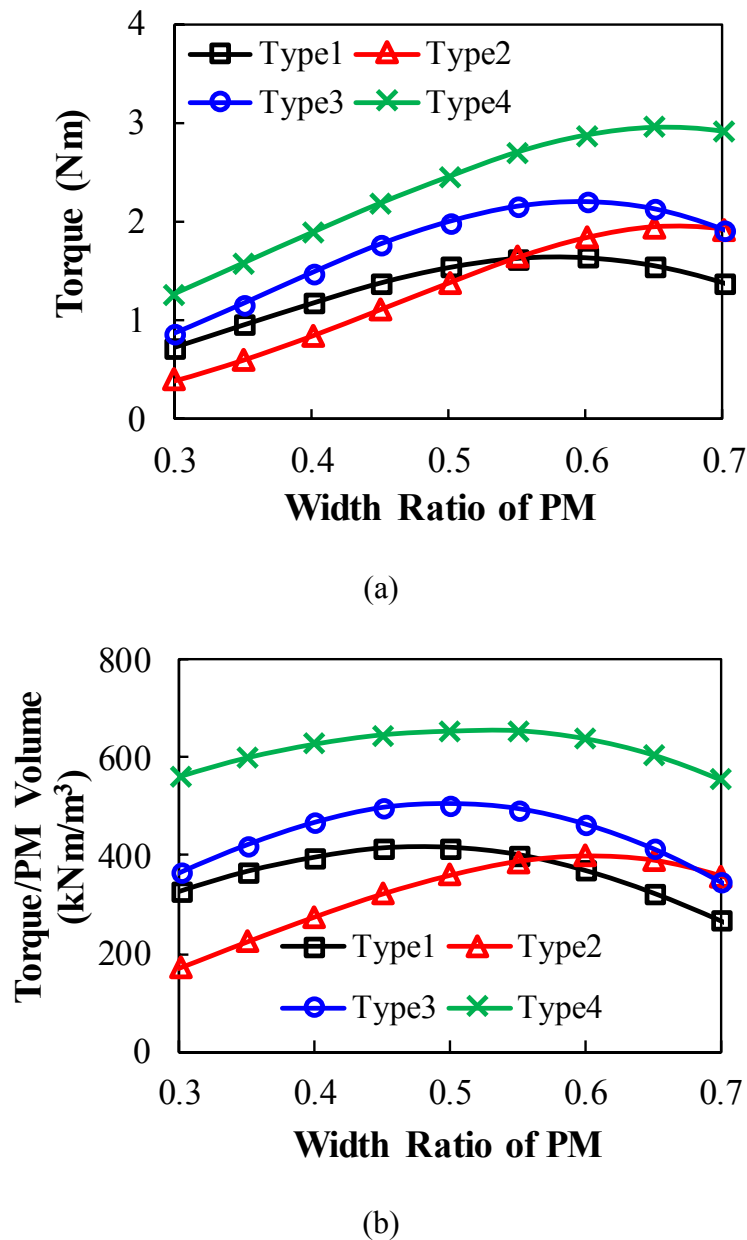 4
3
2
1
0
Torque (Nm)
Type1 Type2
Type3 Type4
0.3 0.4 0.5 0.6 0.7
Width Ratio of PM
(a)
800
600
400
200
0
Torque/PM Volume
(kNm/m³)
Type1 Type2
Type3 Type4
0.3 0.4 0.5 0.6 0.7
Width Ratio of PM
(b)